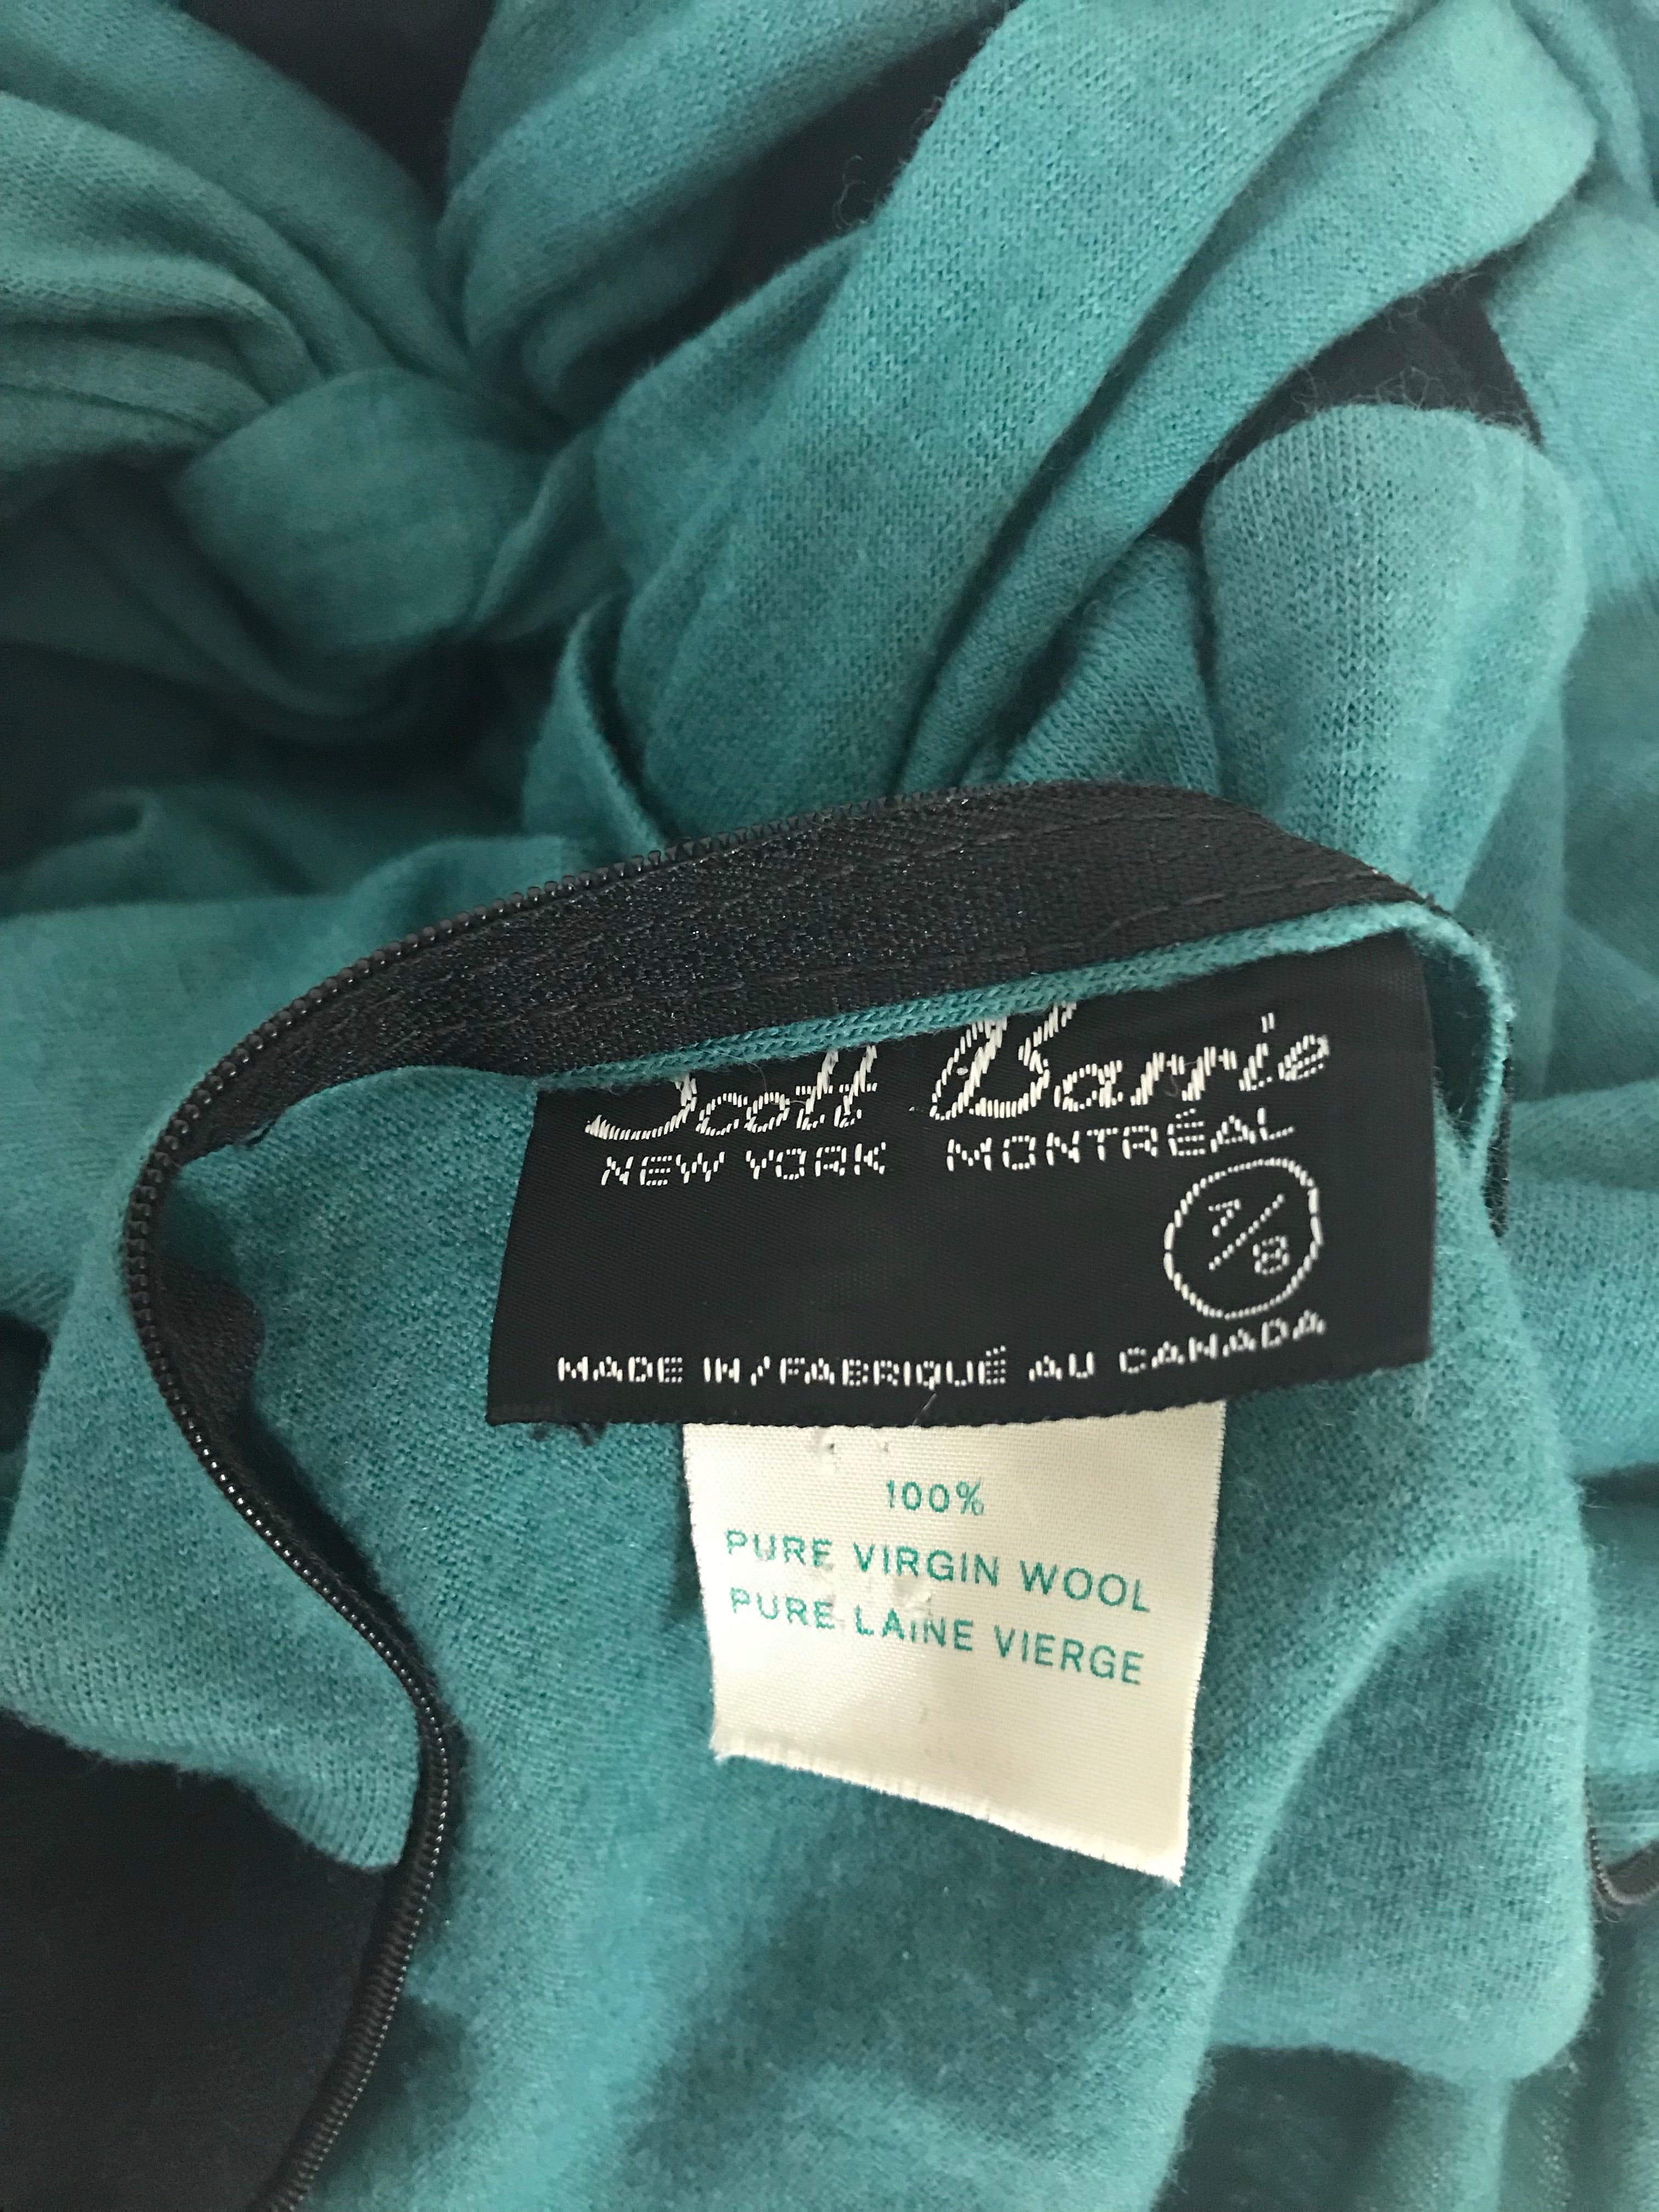 Scott Barrie
NEW YORK MONTRÉAL
7/8
MADE IN/FABRIQUÉ AU CANADA
100%
PURE VIRGIN WOOL
PURE LAINE VIERGE